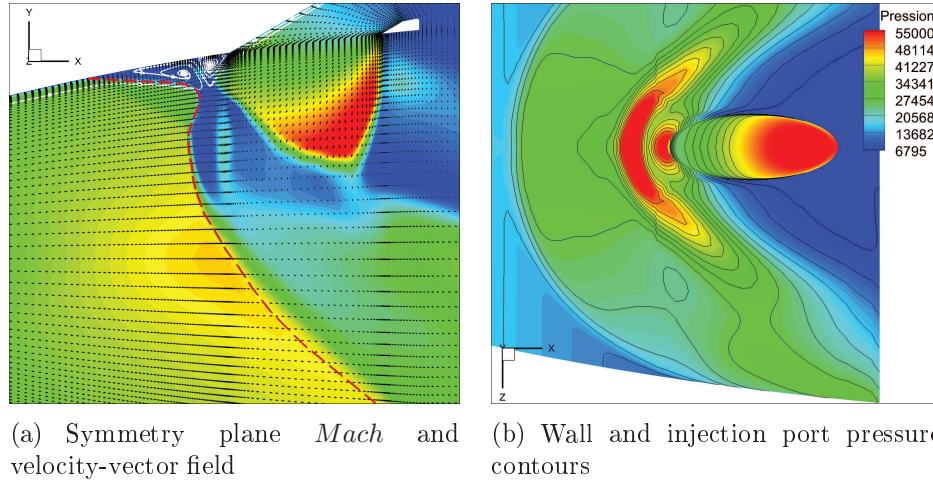 Y
Z
X
Pression
55000
48114
34341
27454
20568
13682
6795
Y
X
Z
(a) Symmetry plane Mach and
velocity-vector field
(b) Wall and injection port pressure
contours